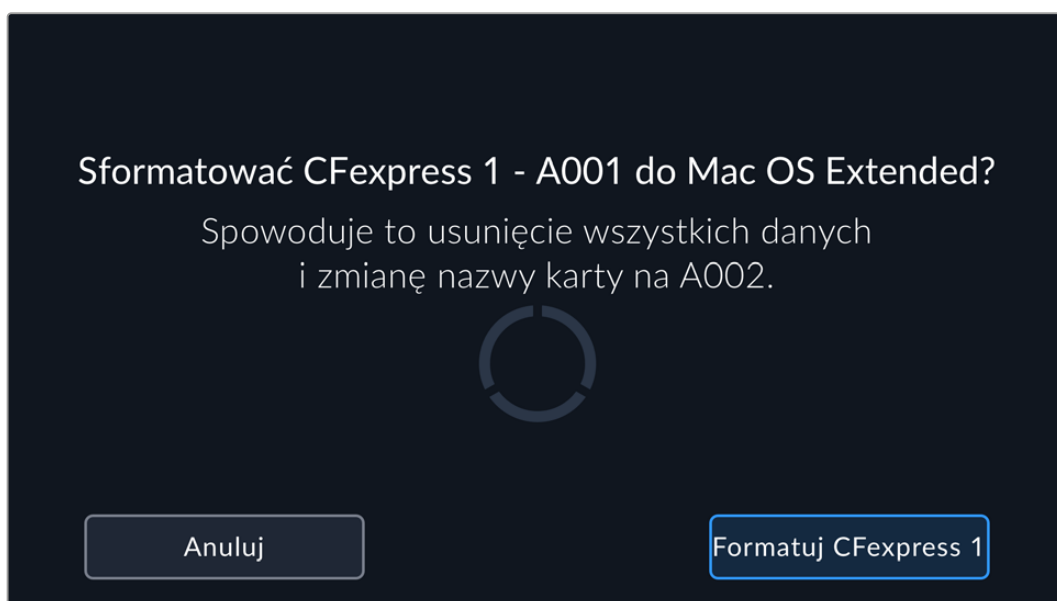 Sformatować CFexpress 1 - A001 do Mac OS Extended?
Spowoduje to usunięcie wszystkich danych
i zmianę nazwy karty na A002.
Anuluj
Formatuj CFexpress 1